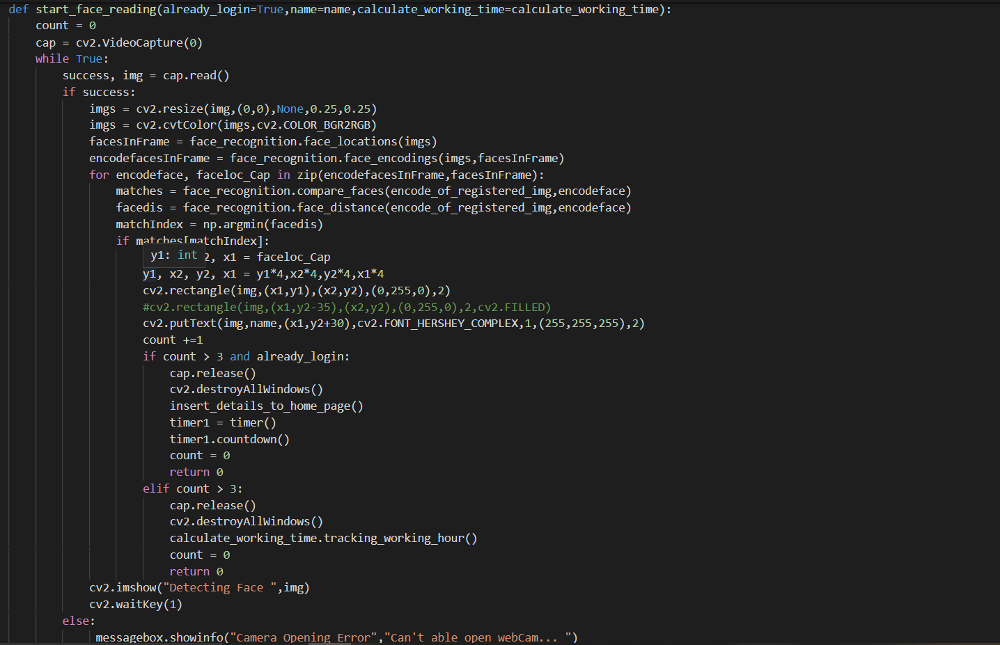 def start_face_reading(already_login=True,name=name,calculate_working_time=calculate_working_time):
    count = 0
    cap = cv2.VideoCapture(0)
    while True:
        success, img = cap.read()
        if success:
            imgs = cv2.resize(img,(0,0),None,0.25,0.25)
            imgs = cv2.cvtColor(imgs,cv2.COLOR_BGR2RGB)
            facesInFrame = face_recognition.face_locations(imgs)
            encodefacesInFrame = face_recognition.face_encodings(imgs,facesInFrame)
            for encodeface, faceloc_Cap in zip(encodefacesInFrame,facesInFrame):
                matches = face_recognition.compare_faces(encode_of_registered_img,encodeface)
                facedis = face_recognition.face_distance(encode_of_registered_img,encodeface)
                matchIndex = np.argmin(facedis)
                if matches[matchIndex]:
y1: int
2, x1 = faceloc_Cap
                    y1, x2, y2, x1 = y1*4,x2*4,y2*4,x1*4
                    cv2.rectangle(img,(x1,y1),(x2,y2),(0,255,0),2)
                    #cv2.rectangle(img,(x1,y2-35),(x2,y2),(0,255,0),2,cv2.FILLED)
                    cv2.putText(img,name,(x1,y2+30),cv2.FONT_HERSHEY_COMPLEX,1,(255,255,255),2)
                    count +=1
                    if count > 3 and already_login:
                        cap.release()
                        cv2.destroyAllWindows()
                        insert_details_to_home_page()
                        timer1 = timer()
                        timer1.countdown()
                        count = 0
                        return 0
                    elif count > 3:
                        cap.release()
                        cv2.destroyAllWindows()
                        calculate_working_time.tracking_working_hour()
                        count = 0
                        return 0
            cv2.imshow("Detecting Face ",img)
            cv2.waitKey(1)
        else:
             messagebox.showinfo("Camera Opening Error","Can't able open webCam... ")